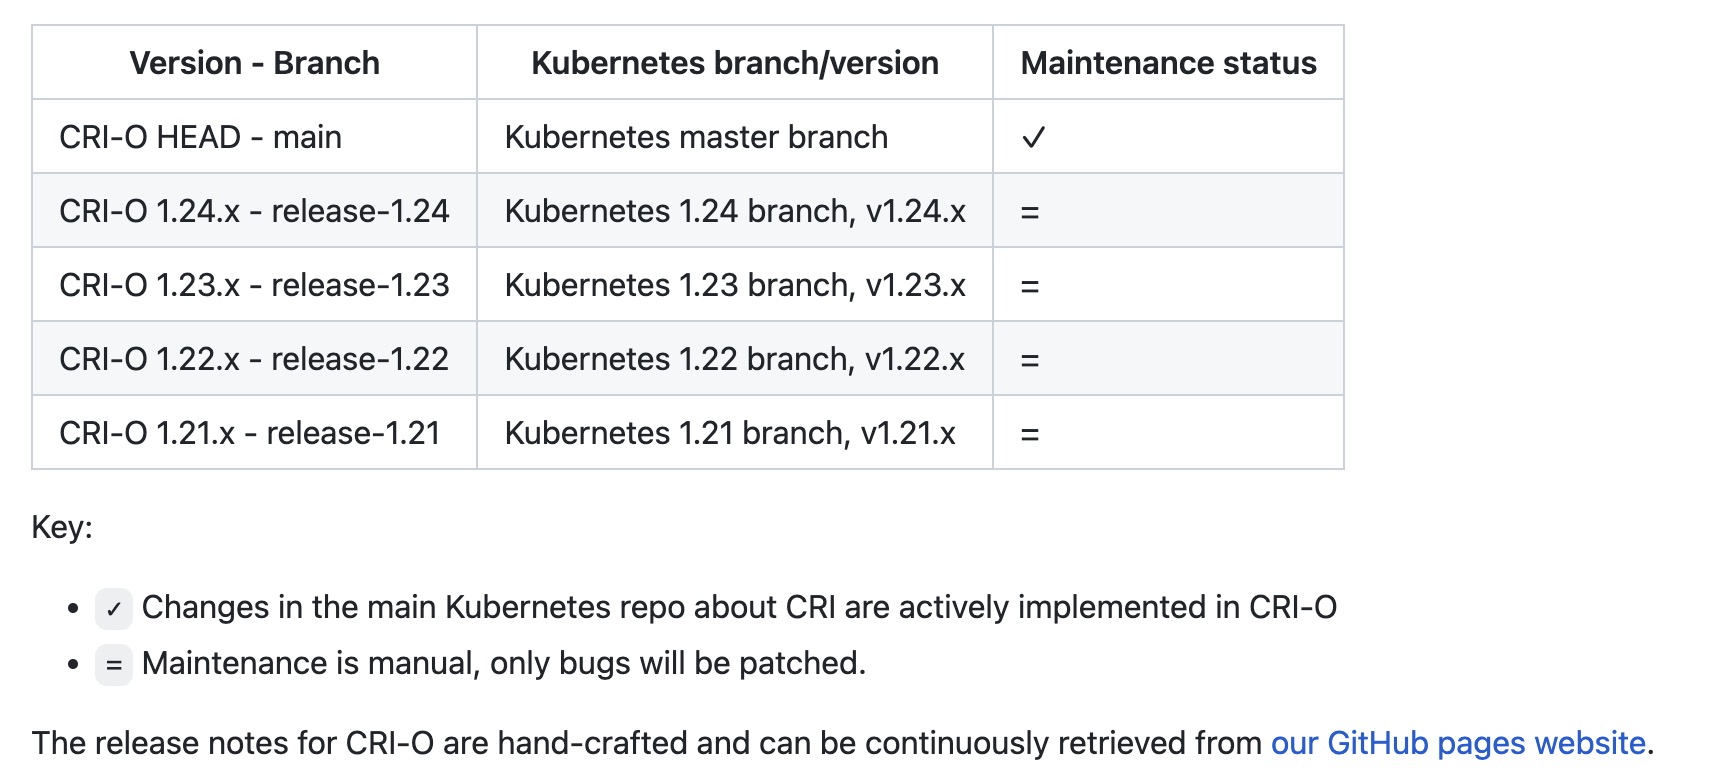 Version - Branch Kubernetes branch/version Maintenance status
CRI-O HEAD - main Kubernetes master branch ✓
CRI-O 1.24.x - release-1.24 Kubernetes 1.24 branch, v1.24.x =
CRI-O 1.23.x - release-1.23 Kubernetes 1.23 branch, v1.23.x =
CRI-O 1.22.x - release-1.22 Kubernetes 1.22 branch, v1.22.x =
CRI-O 1.21.x - release-1.21 Kubernetes 1.21 branch, v1.21.x =
Key:
• ✓ Changes in the main Kubernetes repo about CRI are actively implemented in CRI-O
• = Maintenance is manual, only bugs will be patched.
The release notes for CRI-O are hand-crafted and can be continuously retrieved from our GitHub pages website.